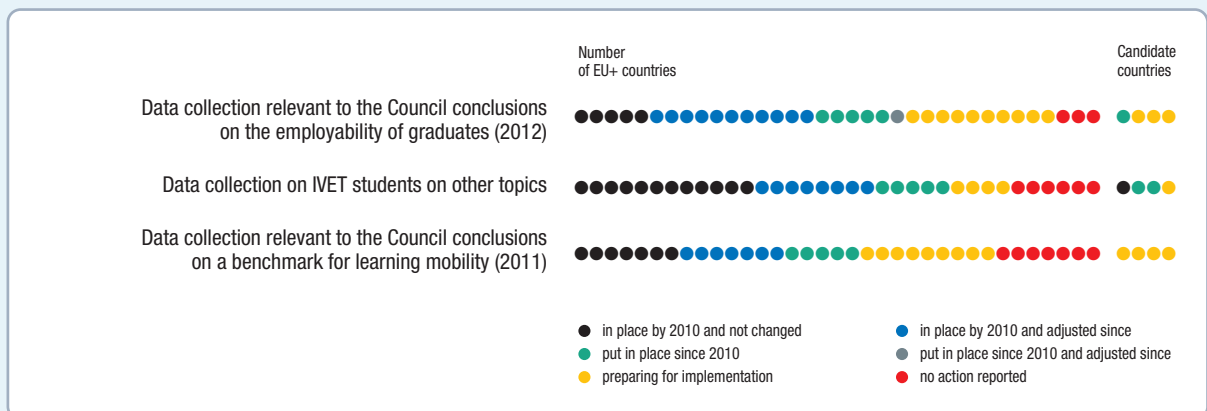 Number
of EU+ countries
Candidate
countries
Data collection relevant to the Council conclusions
on the employability of graduates (2012)
Data collection on IVET students on other topics
Data collection relevant to the Council conclusions
on a benchmark for learning mobility (2011)
in place by 2010 and not changed
in place by 2010 and adjusted since
put in place since 2010
put in place since 2010 and adjusted since
preparing for implementation
no action reported